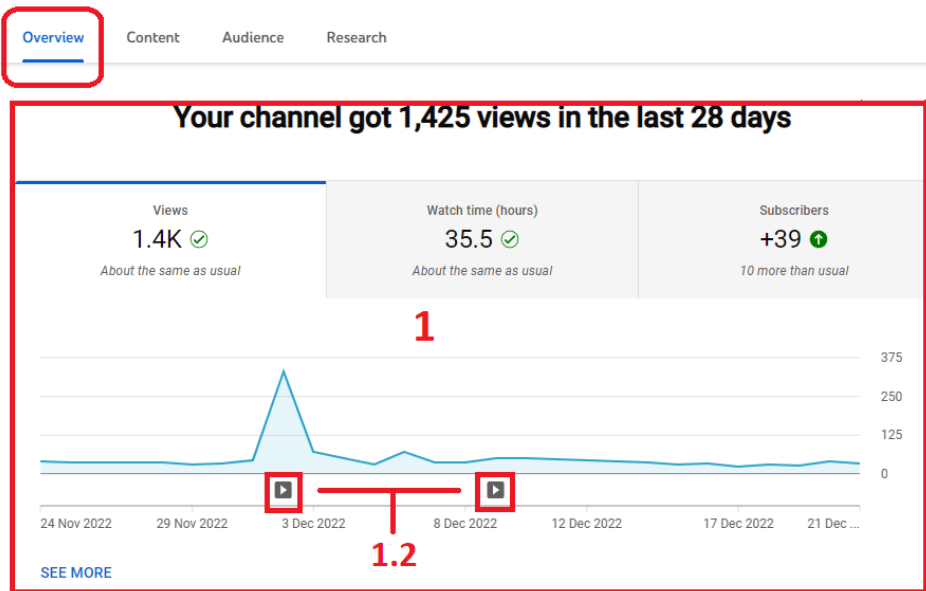 Overview Content Audience Research
Your channel got 1,425 views in the last 28 days
Views Watch time (hours) Subscribers
1.4K 35.5 +39
About the same as usual About the same as usual 10 more than usual
1
375
250
125
0
24 Nov 2022 29 Nov 2022 3 Dec 2022 8 Dec 2022 12 Dec 2022 17 Dec 2022 21 Dec ...
1.2
SEE MORE